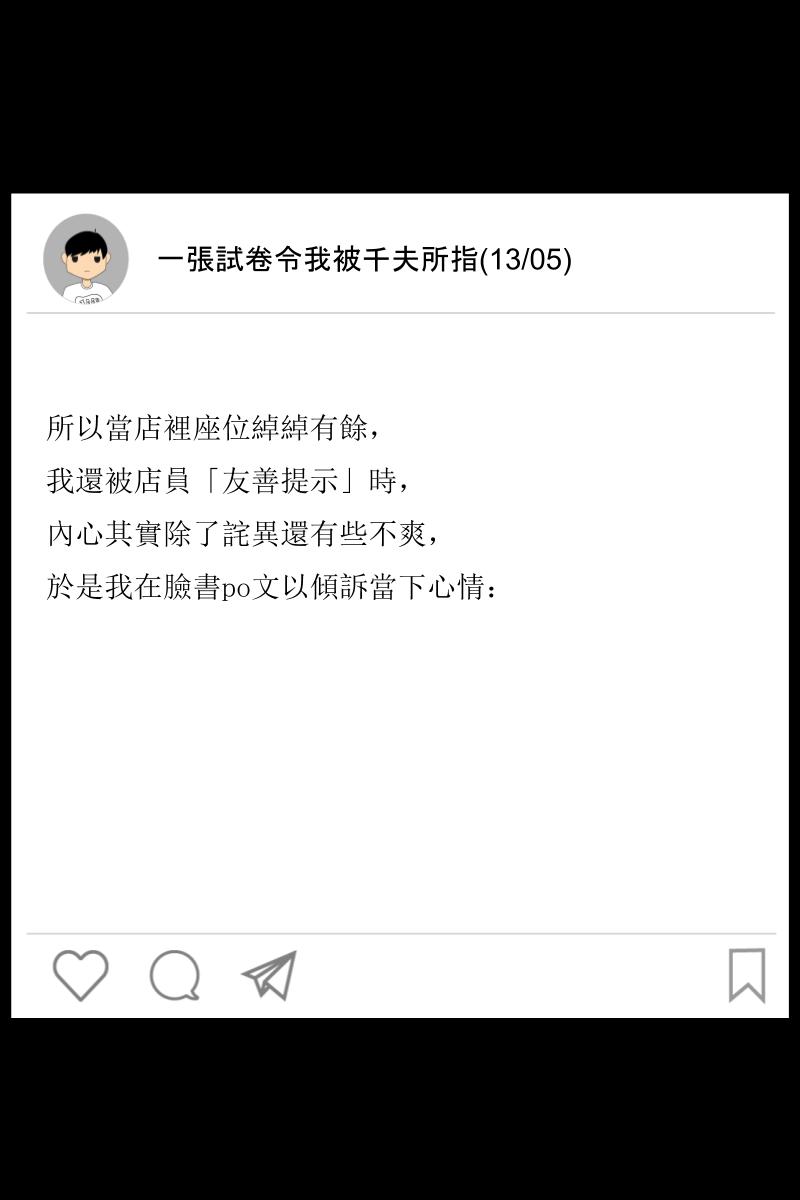 一張試卷令我被千夫所指(13/05)
所以當店裡座位綽綽有餘，
我還被店員「友善提示」時，
內心其實除了詫異還有些不爽，
於是我在臉書po文以傾訴當下心情：